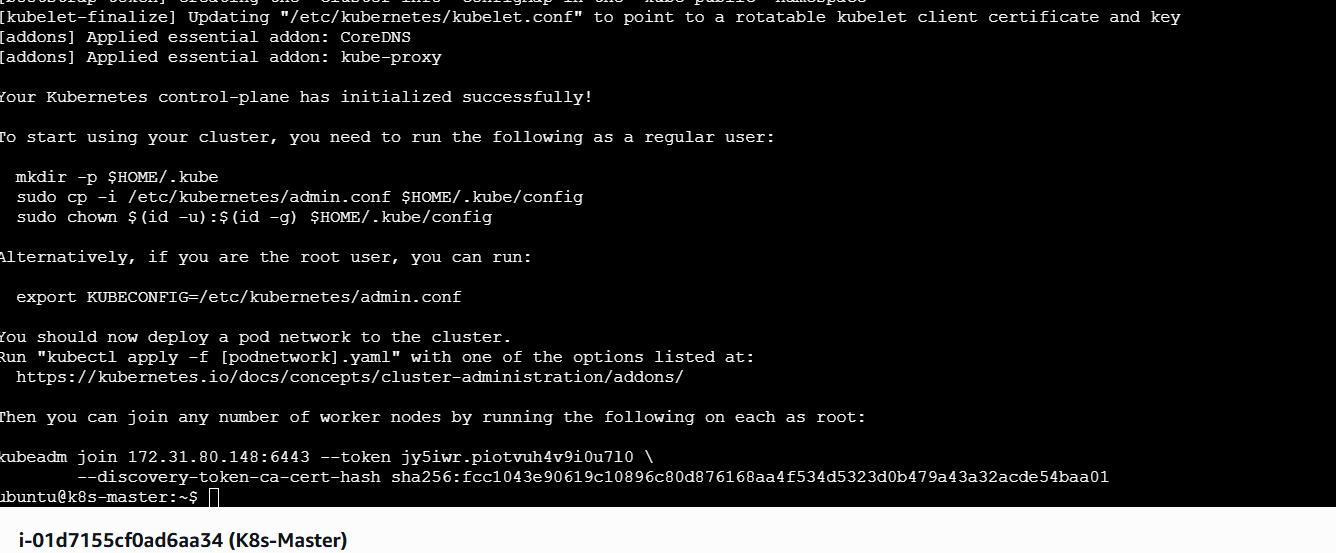 [kubelet-finalize] Updating "/etc/kubernetes/kubelet.conf" to point to a rotatable kubelet client certificate and key
[addons] Applied essential addon: CoreDNS
[addons] Applied essential addon: kube-proxy
Your Kubernetes control-plane has initialized successfully!
To start using your cluster, you need to run the following as a regular user:
mkdir -p $HOME/.kube
sudo cp -i /etc/kubernetes/admin.conf $HOME/.kube/config
sudo chown $(id -u):$(id -g) $HOME/.kube/config
Alternatively, if you are the root user, you can run:
export KUBECONFIG=/etc/kubernetes/admin.conf
You should now deploy a pod network to the cluster.
Run "kubectl apply -f [podnetwork].yaml" with one of the options listed at:
https://kubernetes.io/docs/concepts/cluster-administration/addons/
Then you can join any number of worker nodes by running the following on each as root:
kubeadm join 172.31.80.148:6443 --token jy5iwr.piotvuh4v9i0u7l0 \
--discovery-token-ca-cert-hash sha256:fcc1043e90619c10896c80d876168aa4f534d5323d0b479a43a32acde54baa01
ubuntu@k8s-master:~$
i-01d7155cf0ad6aa34 (K8s-Master)